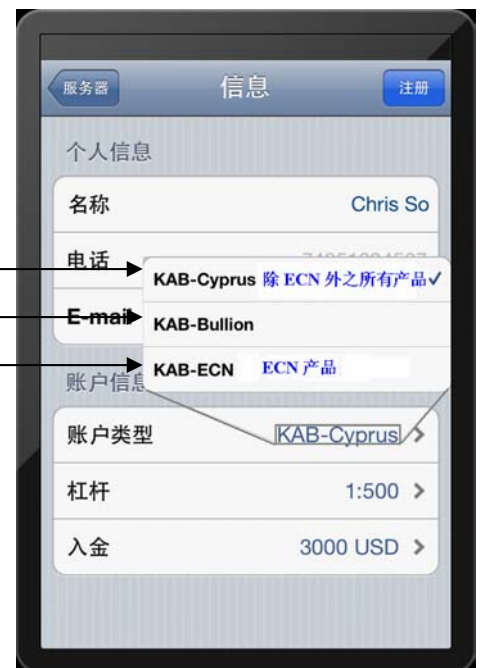 服务器 信息 注册
个人信息
名称 Chris So
电话
KAB-Cyprus 除 ECN 外之所有产品✓
E-mail
KAB-Bullion
KAB-ECN ECN 产品
账户信息
账户类型 KAB-Cyprus >
杠杆 1:500 >
入金 3000 USD >